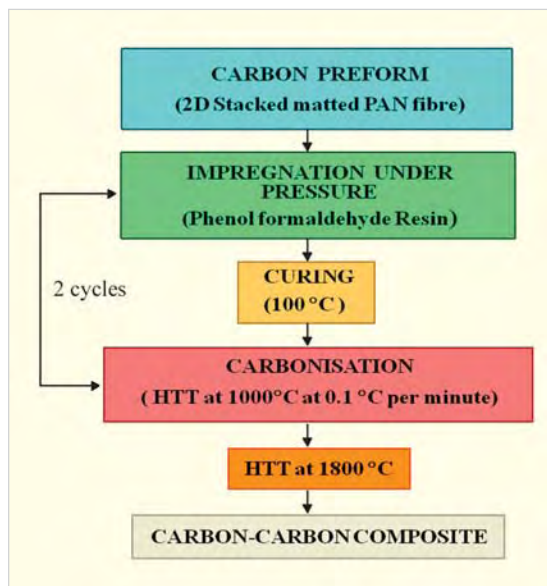 CARBON PREFORM
(2D Stacked matted PAN fibre)
IMPREGNATION UNDER
PRESSURE
(Phenol formaldehyde Resin)
CURING
(100 °C )
2 cycles
CARBONISATION
( HTT at 1000°C at 0.1 °C per minute)
HTT at 1800 °C
CARBON-CARBON COMPOSITE